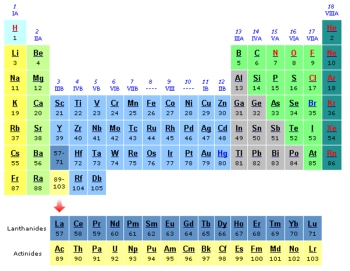 1 18
IA VIIIA
H 2 13 14 15 16 17 He
1 IIA IIIA IVA VA VIA VIIA 2
Li Be B C N O F Ne
3 4 5 6 7 8 9 10
Na Mg 3 4 5 6 7 8 9 10 11 12 Al Si P S Cl Ar
11 12 IIIB IVB VB VIB VIIB ---- VIII ---- IB IIB 13 14 15 16 17 18
K Ca Sc Ti V Cr Mn Fe Co Ni Cu Zn Ga Ge As Se Br Kr
19 20 21 22 23 24 25 26 27 28 29 30 31 32 33 34 35 36
Rb Sr Y Zr Nb Mo Tc Ru Rh Pd Ag Cd In Sn Sb Te I Xe
37 38 39 40 41 42 43 44 45 46 47 48 49 50 51 52 53 54
Cs Ba 57- Hf Ta W Re Os Ir Pt Au Hg Tl Pb Bi Po At Rn
55 56 71 72 73 74 75 76 77 78 79 80 81 82 83 84 85 86
Fr Ra 89- Rf Db
87 88 103 104 105
Lanthanides La Ce Pr Nd Pm Sm Eu Gd Tb Dy Ho Er Tm Yb Lu
57 58 59 60 61 62 63 64 65 66 67 68 69 70 71
Actinides Ac Th Pa U Np Pu Am Cm Bk Cf Es Fm Md No Lr
89 90 91 92 93 94 95 96 97 98 99 100 101 102 103